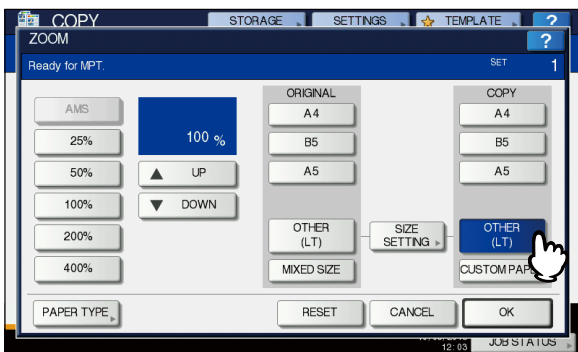 COPY STORAGE SETTINGS TEMPLATE ?
ZOOM ?
Ready for MPT. SET 1
ORIGINAL COPY
AMS A4 A4
25% 100 % B5 B5
50% UP A5 A5
100% DOWN
200% OTHER (LT) SIZE SETTING OTHER (LT)
400% MIXED SIZE CUSTOM PAP
PAPER TYPE RESET CANCEL OK
12:03 JOB STATUS